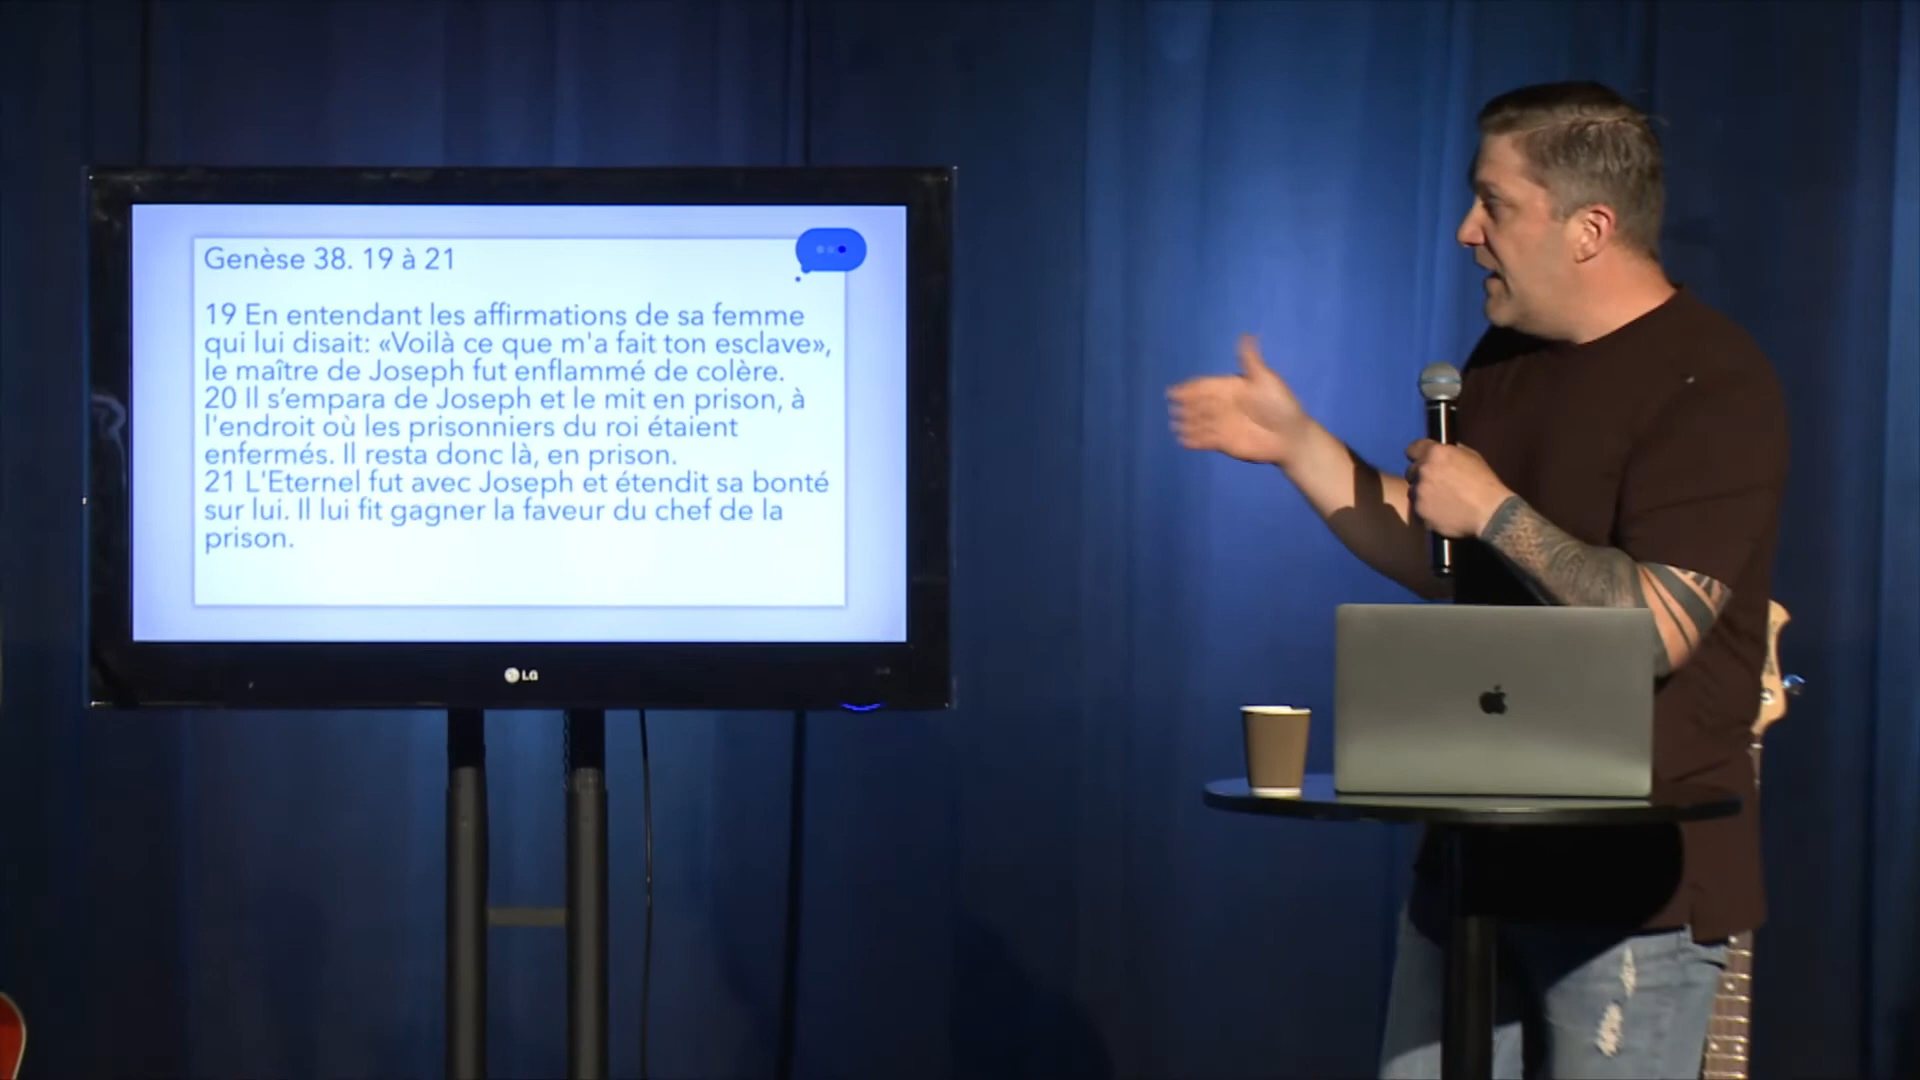 Genèse 38. 19 à 21
19 En entendant les affirmations de sa femme
qui lui disait: «Voilà ce que m'a fait ton esclave»,
le maître de Joseph fut enflammé de colère.
20 Il s’empara de Joseph et le mit en prison, à
l'endroit où les prisonniers du roi étaient
enfermés. Il resta donc là, en prison.
21 L'Eternel fut avec Joseph et étendit sa bonté
sur lui. Il lui fit gagner la faveur du chef de la
prison.
LG